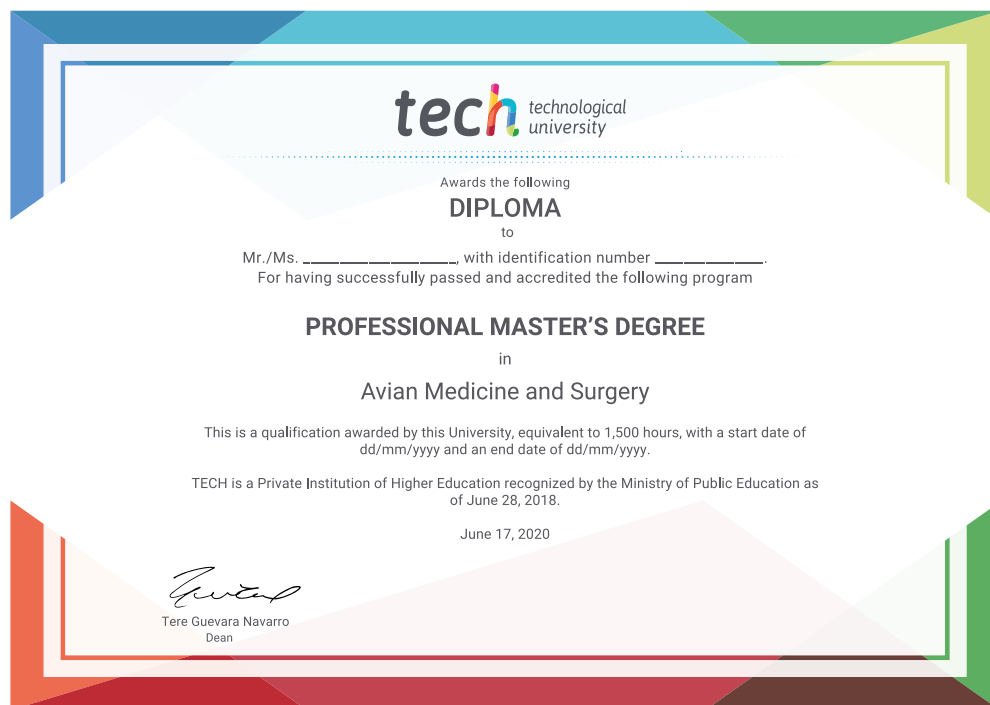 tech technological
university
Awards the following
DIPLOMA
to
Mr./Ms. ____________________, with identification number ______________.
For having successfully passed and accredited the following program
PROFESSIONAL MASTER'S DEGREE
in
Avian Medicine and Surgery
This is a qualification awarded by this University, equivalent to 1,500 hours, with a start date of
dd/mm/yyyy and an end date of dd/mm/yyyy.
TECH is a Private Institution of Higher Education recognized by the Ministry of Public Education as
of June 28, 2018.
June 17, 2020
Tere Guevara Navarro
Dean